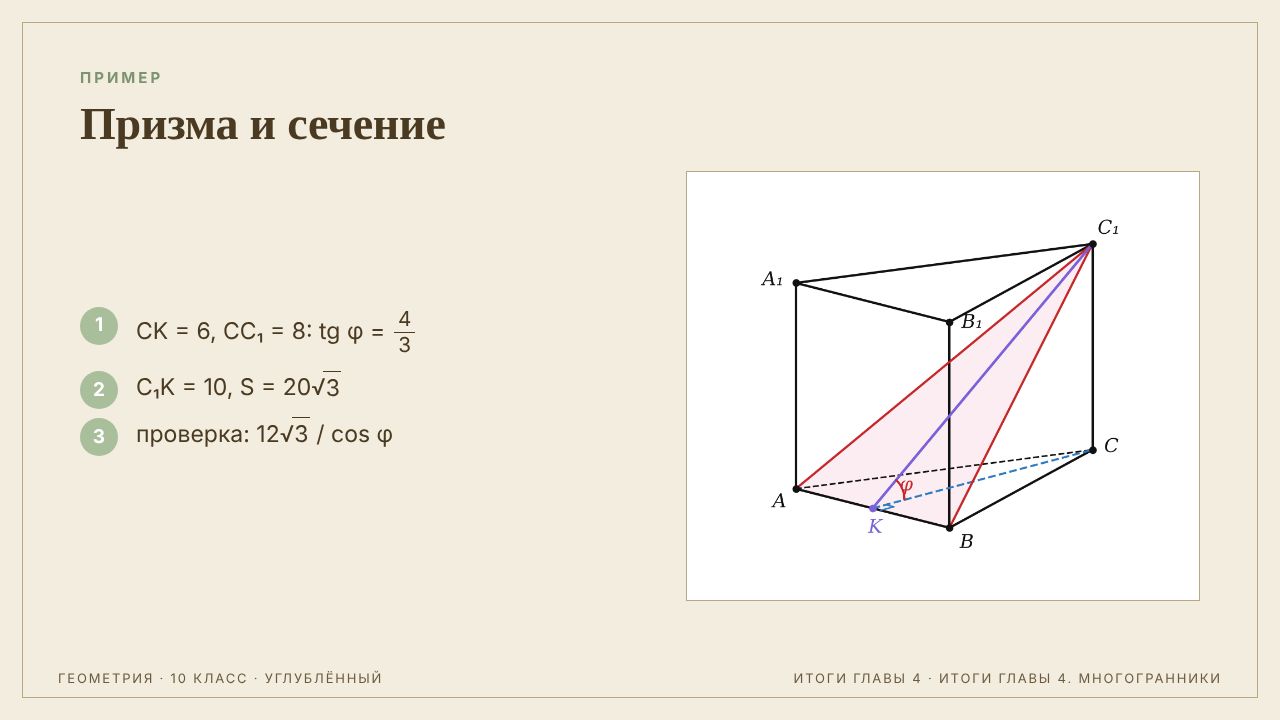 ПРИМЕР
Призма и сечение
1 CK = 6, CC₁ = 8: tg φ = 4/3
2 C₁K = 10, S = 20√3
3 проверка: 12√3 / cos φ
C₁
A₁
B₁
C
φ
A
K
B
ГЕОМЕТРИЯ · 10 КЛАСС · УГЛУБЛЁННЫЙ
ИТОГИ ГЛАВЫ 4 · ИТОГИ ГЛАВЫ 4. МНОГОГРАННИКИ